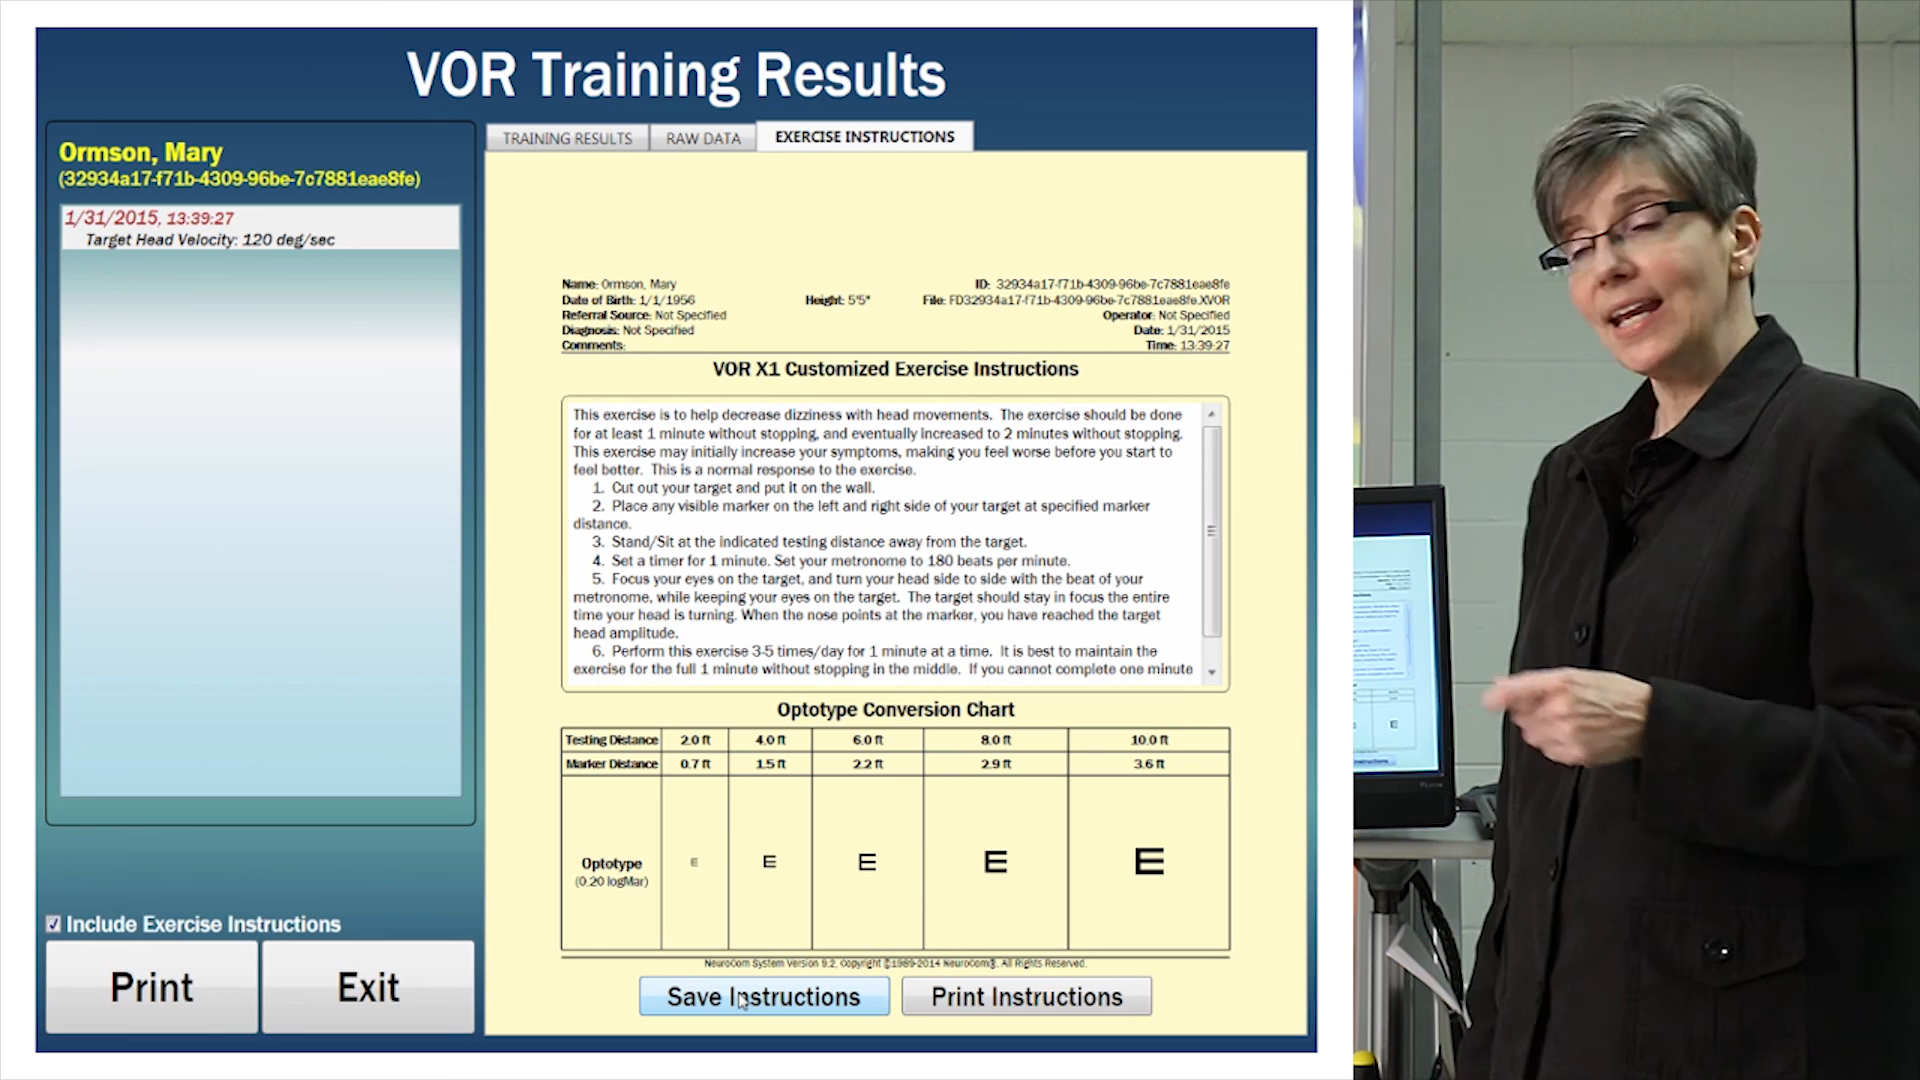 VOR Training Results
Ormson, Mary
(32934a17-f71b-4309-96be-7c7881eae8fe)
1/31/2015, 13:39:27
Target Head Velocity: 120 deg/sec
TRAINING RESULTS
RAW DATA
EXERCISE INSTRUCTIONS
Name: Ormson, Mary
ID: 32934a17-f71b-4309-96be-7c7881eae8fe
Date of Birth: 1/1/1956
Height: 5'5"
File: FD32934a17-f71b-4309-96be-7c7881eae8fe.XVOR
Referral Source: Not Specified
Operator: Not Specified
Diagnosis: Not Specified
Date: 1/31/2015
Comments:
Time: 13:39:27
VOR X1 Customized Exercise Instructions
This exercise is to help decrease dizziness with head movements. The exercise should be done
for at least 1 minute without stopping, and eventually increased to 2 minutes without stopping.
This exercise may initially increase your symptoms, making you feel worse before you start to
feel better. This is a normal response to the exercise.
1. Cut out your target and put it on the wall.
2. Place any visible marker on the left and right side of your target at specified marker
distance.
3. Stand/Sit at the indicated testing distance away from the target.
4. Set a timer for 1 minute. Set your metronome to 180 beats per minute.
5. Focus your eyes on the target, and turn your head side to side with the beat of your
metronome, while keeping your eyes on the target. The target should stay in focus the entire
time your head is turning. When the nose points at the marker, you have reached the target
head amplitude.
6. Perform this exercise 3-5 times/day for 1 minute at a time. It is best to maintain the
exercise for the full 1 minute without stopping in the middle. If you cannot complete one minute
Optotype Conversion Chart
Testing Distance 2.0 ft 4.0 ft 6.0 ft 8.0 ft 10.0 ft
Marker Distance 0.7 ft 1.5 ft 2.2 ft 2.9 ft 3.6 ft
Optotype E E E E E
(0.20 logMar)
NeuroCom System Version 9.2, Copyright ©1989-2014 NeuroCom®. All Rights Reserved.
Include Exercise Instructions
Print
Exit
Save Instructions
Print Instructions